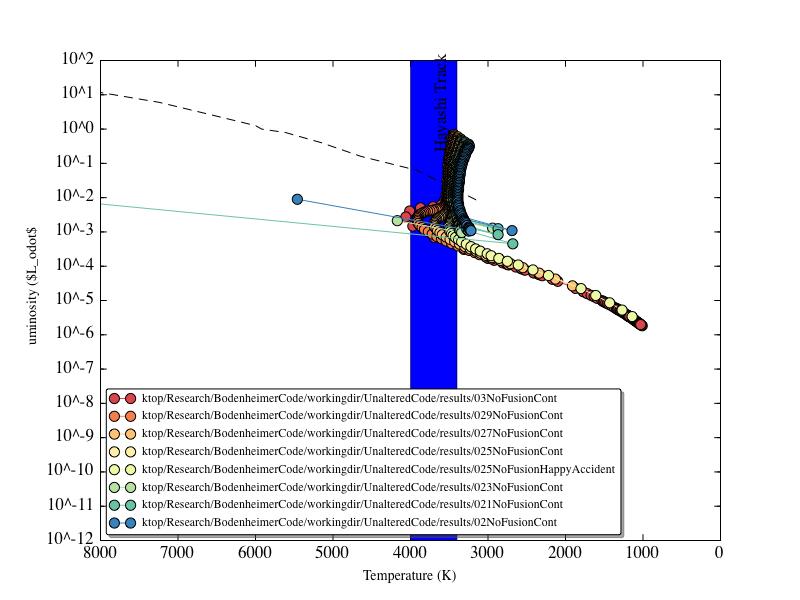 Hayashi Track
10^2
10^1
10^0
10^-1
10^-2
10^-3
10^-4
10^-5
10^-6
10^-7
10^-8
10^-9
10^-10
10^-11
10^-12
uminosity ($L_odot$
ktop/Research/BodenheimerCode/workingdir/UnalteredCode/results/03NoFusionCont
ktop/Research/BodenheimerCode/workingdir/UnalteredCode/results/029NoFusionCont
ktop/Research/BodenheimerCode/workingdir/UnalteredCode/results/027NoFusionCont
ktop/Research/BodenheimerCode/workingdir/UnalteredCode/results/025NoFusionCont
ktop/Research/BodenheimerCode/workingdir/UnalteredCode/results/025NoFusionHappyAccident
ktop/Research/BodenheimerCode/workingdir/UnalteredCode/results/023NoFusionCont
ktop/Research/BodenheimerCode/workingdir/UnalteredCode/results/021NoFusionCont
ktop/Research/BodenheimerCode/workingdir/UnalteredCode/results/02NoFusionCont
8000 7000 6000 5000 4000 3000 2000 1000 0
Temperature (K)